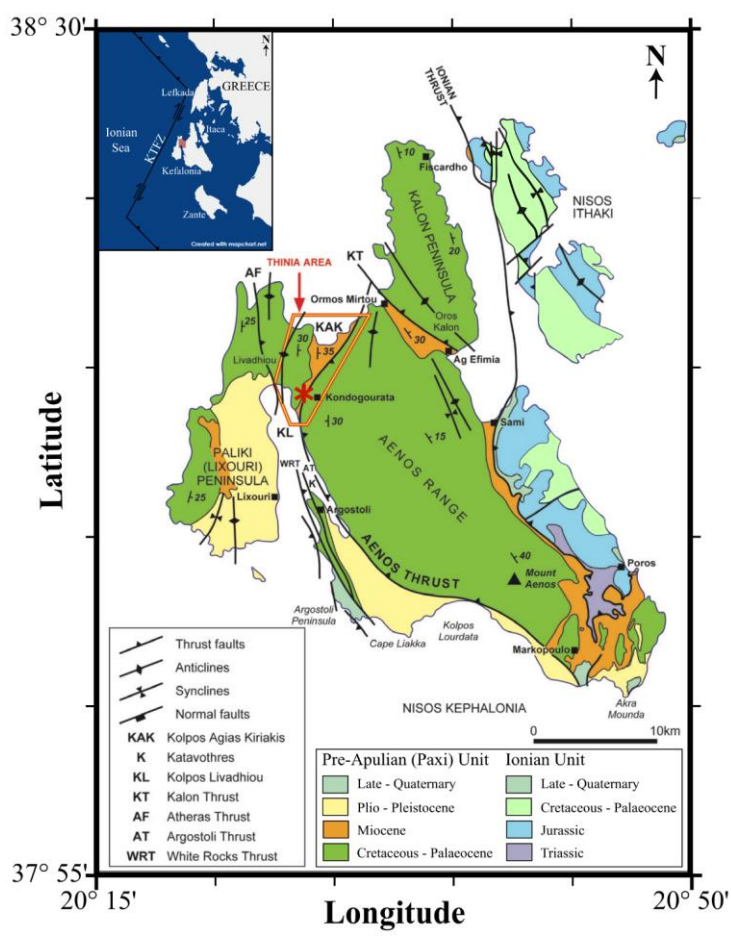 38° 30'
N
GREECE
Lefkada
Ionian
Sea
KTFZ
Itaca
Kefalonia
Zante
Created with mapchart.net
N
IONIAN
THRUST
10
Fiscardho
KALON PENINSULA
20
NISOS
ITHAKI
THINIA AREA
AF
KT
Ormos Mirtou
KAK
25
30
35
Livadhiou
Oros
Kalon
30
Ag Efimia
Kondogourata
KL
30
15
Sami
PALIKI
(LIXOURI)
PENINSULA
25
Lixouri
WRT
AT
K
Argostoli
AENOS RANGE
AENOS THRUST
40
Mount
Aenos
Poros
Argostoli
Peninsula
Cape Liakka
Kolpos
Lourdata
Markopoulo
Akra
Mounda
NISOS KEPHALONIA
0 10km
Thrust faults
Anticlines
Synclines
Normal faults
KAK Kolpos Agias Kiriakis
K Katavothres
KL Kolpos Livadhiou
KT Kalon Thrust
AF Atheras Thrust
AT Argostoli Thrust
WRT White Rocks Thrust
Pre-Apulian (Paxi) Unit
Late - Quaternary
Plio - Pleistocene
Miocene
Cretaceous - Palaeocene
Ionian Unit
Late - Quaternary
Cretaceous - Palaeocene
Jurassic
Triassic
Latitude
37° 55'
20° 15'
20° 50'
Longitude